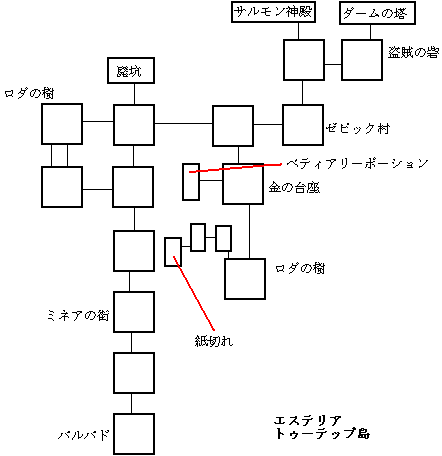 サルモン神殿
ダームの塔
盗賊の砦
廃坑
ロダの樹
ゼピック村
ベティアリーポーション
金の台座
ロダの樹
ミネアの街
紙切れ
バルバド
エステリア
トゥーテップ島